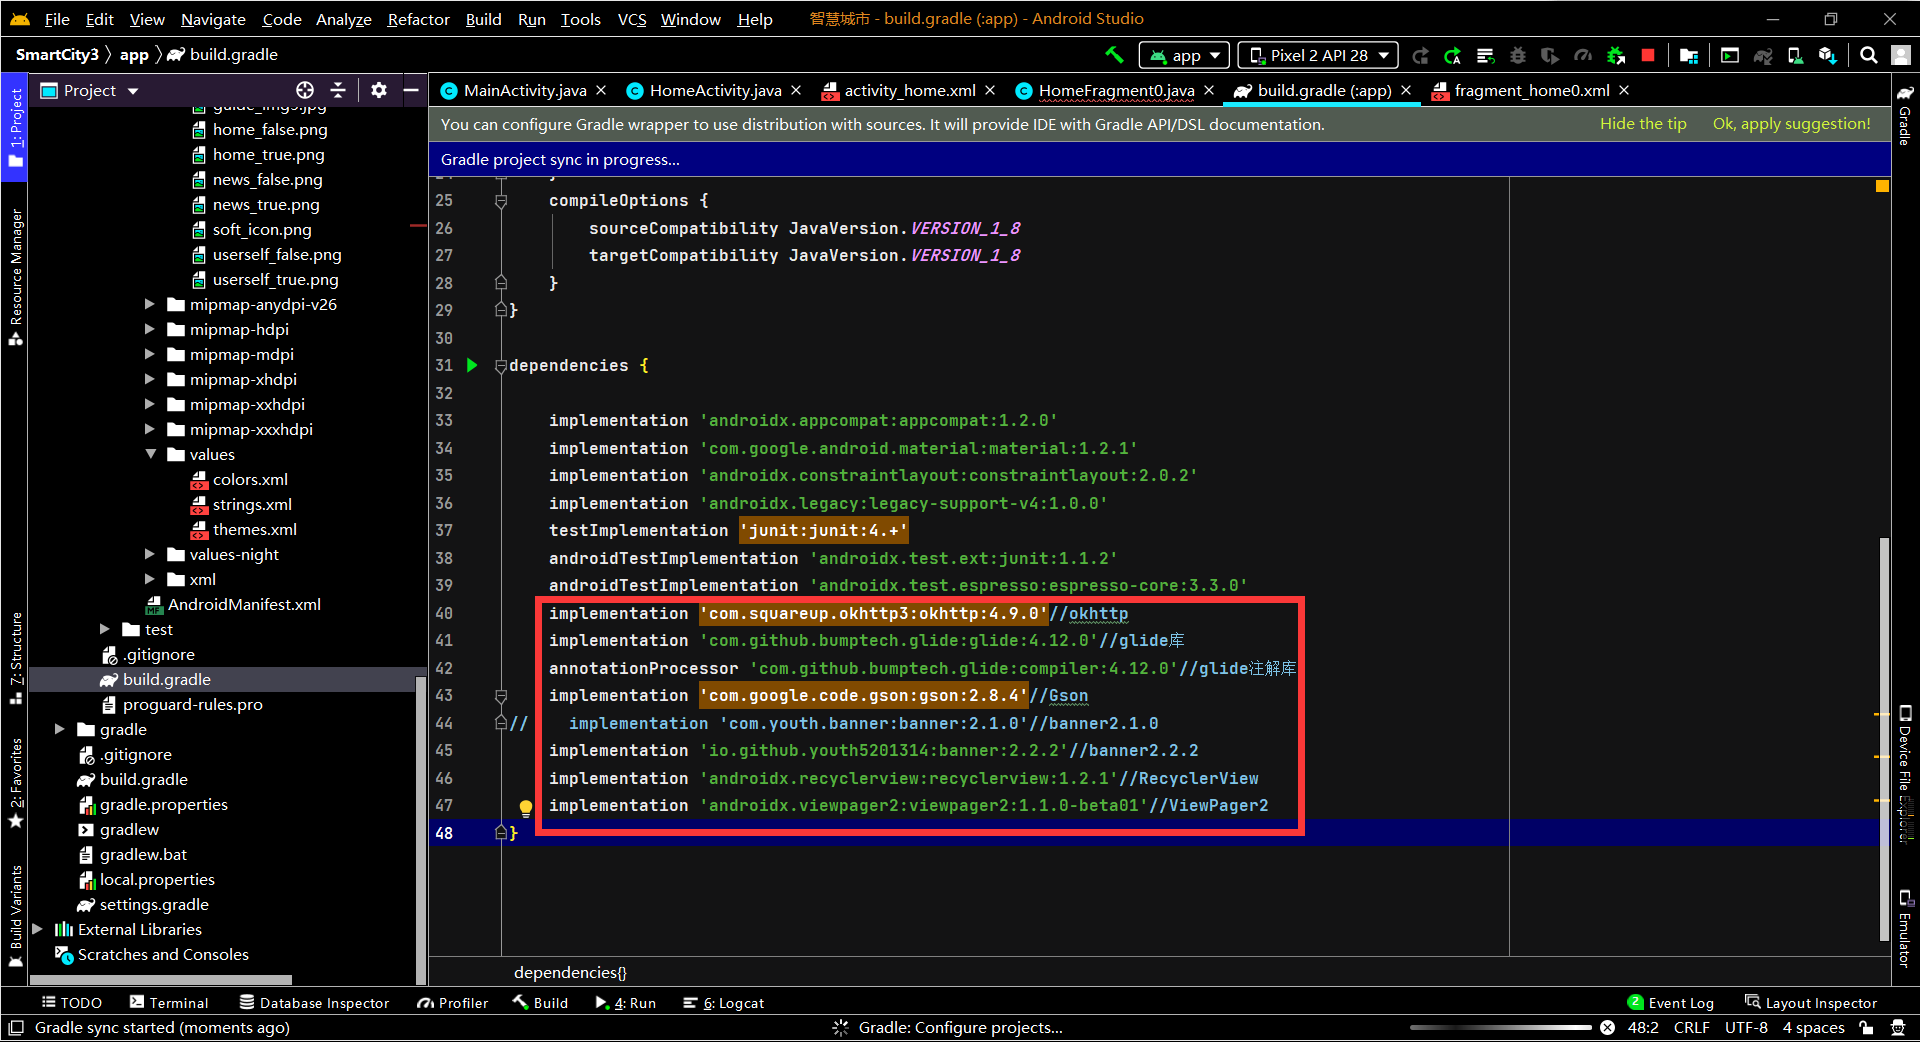 File Edit View Navigate Code Analyze Refactor Build Run Tools VCS Window Help 智慧城市 - build.gradle (:app) - Android Studio
SmartCity3 app build.gradle
app Pixel 2 API 28
Project
MainActivity.java HomeActivity.java activity_home.xml HomeFragment0.java build.gradle (:app) fragment_home0.xml
You can configure Gradle wrapper to use distribution with sources. It will provide IDE with Gradle API/DSL documentation. Hide the tip Ok, apply suggestion!
Gradle project sync in progress...
1: Project
Resource Manager
7: Structure
2: Favorites
Build Variants
guide_img3.jpg
home_false.png
home_true.png
news_false.png
news_true.png
soft_icon.png
userself_false.png
userself_true.png
mipmap-anydpi-v26
mipmap-hdpi
mipmap-mdpi
mipmap-xhdpi
mipmap-xxhdpi
mipmap-xxxhdpi
values
colors.xml
strings.xml
themes.xml
values-night
xml
AndroidManifest.xml
test
.gitignore
build.gradle
proguard-rules.pro
gradle
.gitignore
build.gradle
gradle.properties
gradlew
gradlew.bat
local.properties
settings.gradle
External Libraries
Scratches and Consoles
25 compileOptions {
26 sourceCompatibility JavaVersion.VERSION_1_8
27 targetCompatibility JavaVersion.VERSION_1_8
28 }
29 }
30
31 dependencies {
32
33 implementation 'androidx.appcompat:appcompat:1.2.0'
34 implementation 'com.google.android.material:material:1.2.1'
35 implementation 'androidx.constraintlayout:constraintlayout:2.0.2'
36 implementation 'androidx.legacy:legacy-support-v4:1.0.0'
37 testImplementation 'junit:junit:4.+'
38 androidTestImplementation 'androidx.test.ext:junit:1.1.2'
39 androidTestImplementation 'androidx.test.espresso:espresso-core:3.3.0'
40 implementation 'com.squareup.okhttp3:okhttp:4.9.0'//okhttp
41 implementation 'com.github.bumptech.glide:glide:4.12.0'//glide库
42 annotationProcessor 'com.github.bumptech.glide:compiler:4.12.0'//glide注解库
43 implementation 'com.google.code.gson:gson:2.8.4'//Gson
44 // implementation 'com.youth.banner:banner:2.1.0'//banner2.1.0
45 implementation 'io.github.youth5201314:banner:2.2.2'//banner2.2.2
46 implementation 'androidx.recyclerview:recyclerview:1.2.1'//RecyclerView
47 implementation 'androidx.viewpager2:viewpager2:1.1.0-beta01'//ViewPager2
48 }
dependencies{}
Gradle
Device File Explorer
Emulator
TODO Terminal Database Inspector Profiler Build 4: Run 6: Logcat 2 Event Log Layout Inspector
Gradle sync started (moments ago) Gradle: Configure projects... 48:2 CRLF UTF-8 4 spaces